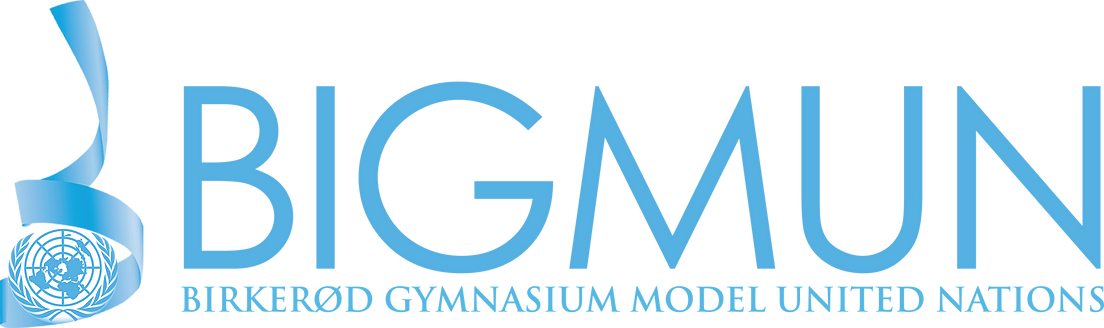 BIGMUN
BIRKERØD GYMNASIUM MODEL UNITED NATIONS